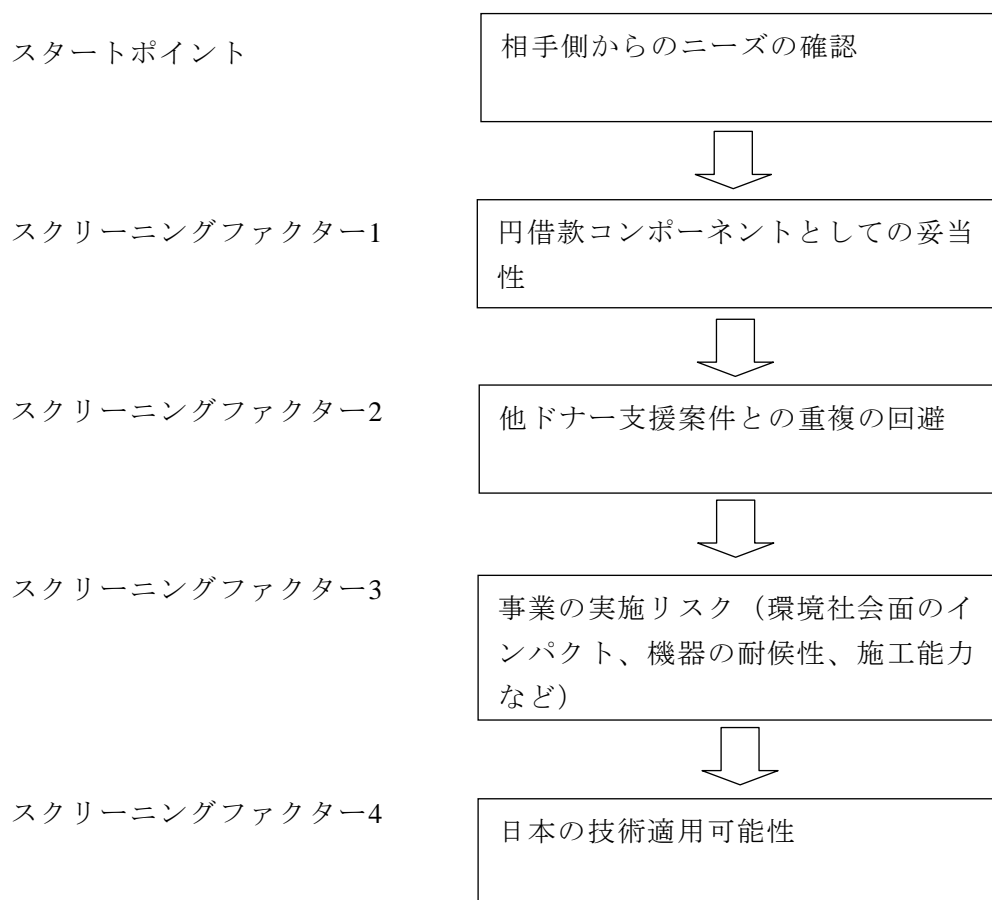 スタートポイント
相手側からのニーズの確認
スクリーニングファクター1
円借款コンポーネントとしての妥当
性
スクリーニングファクター2
他ドナー支援案件との重複の回避
スクリーニングファクター3
事業の実施リスク（環境社会面のイ
ンパクト、機器の耐候性、施工能力
など）
スクリーニングファクター4
日本の技術適用可能性